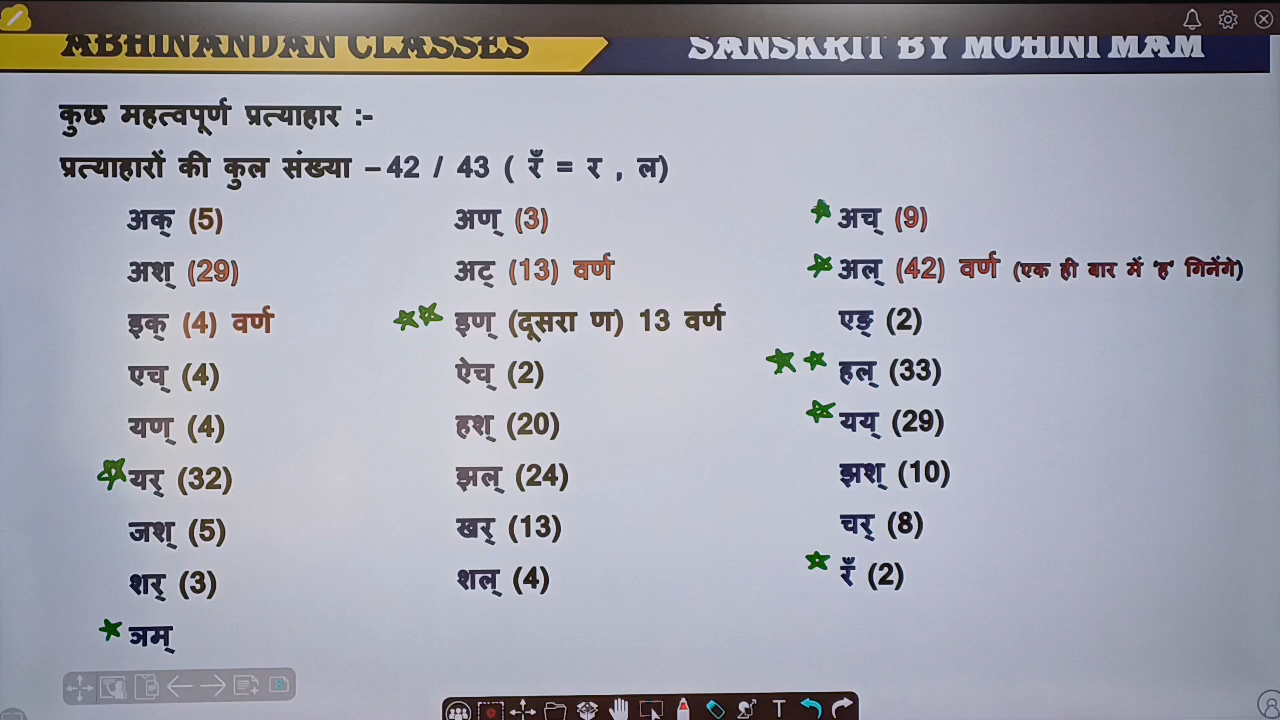 ABHINANDAN CLASSES SANSKRIT BY MOHINI MAM
कुछ महत्वपूर्ण प्रत्याहार :-
प्रत्याहारों की कुल संख्या – 42 / 43 ( रँ = र , ल)
अक् (5) अण् (3) अच् (9)
अश् (29) अट् (13) वर्ण अल् (42) वर्ण (एक ही बार में 'ह' गिनेंगे)
इक् (4) वर्ण इण् (दूसरा ण) 13 वर्ण एङ् (2)
एच् (4) ऐच् (2) हल् (33)
यण् (4) हश् (20) यय् (29)
यर् (32) झल् (24) झश् (10)
जश् (5) खर् (13) चर् (8)
शर् (3) शल् (4) रँ (2)
ञम्